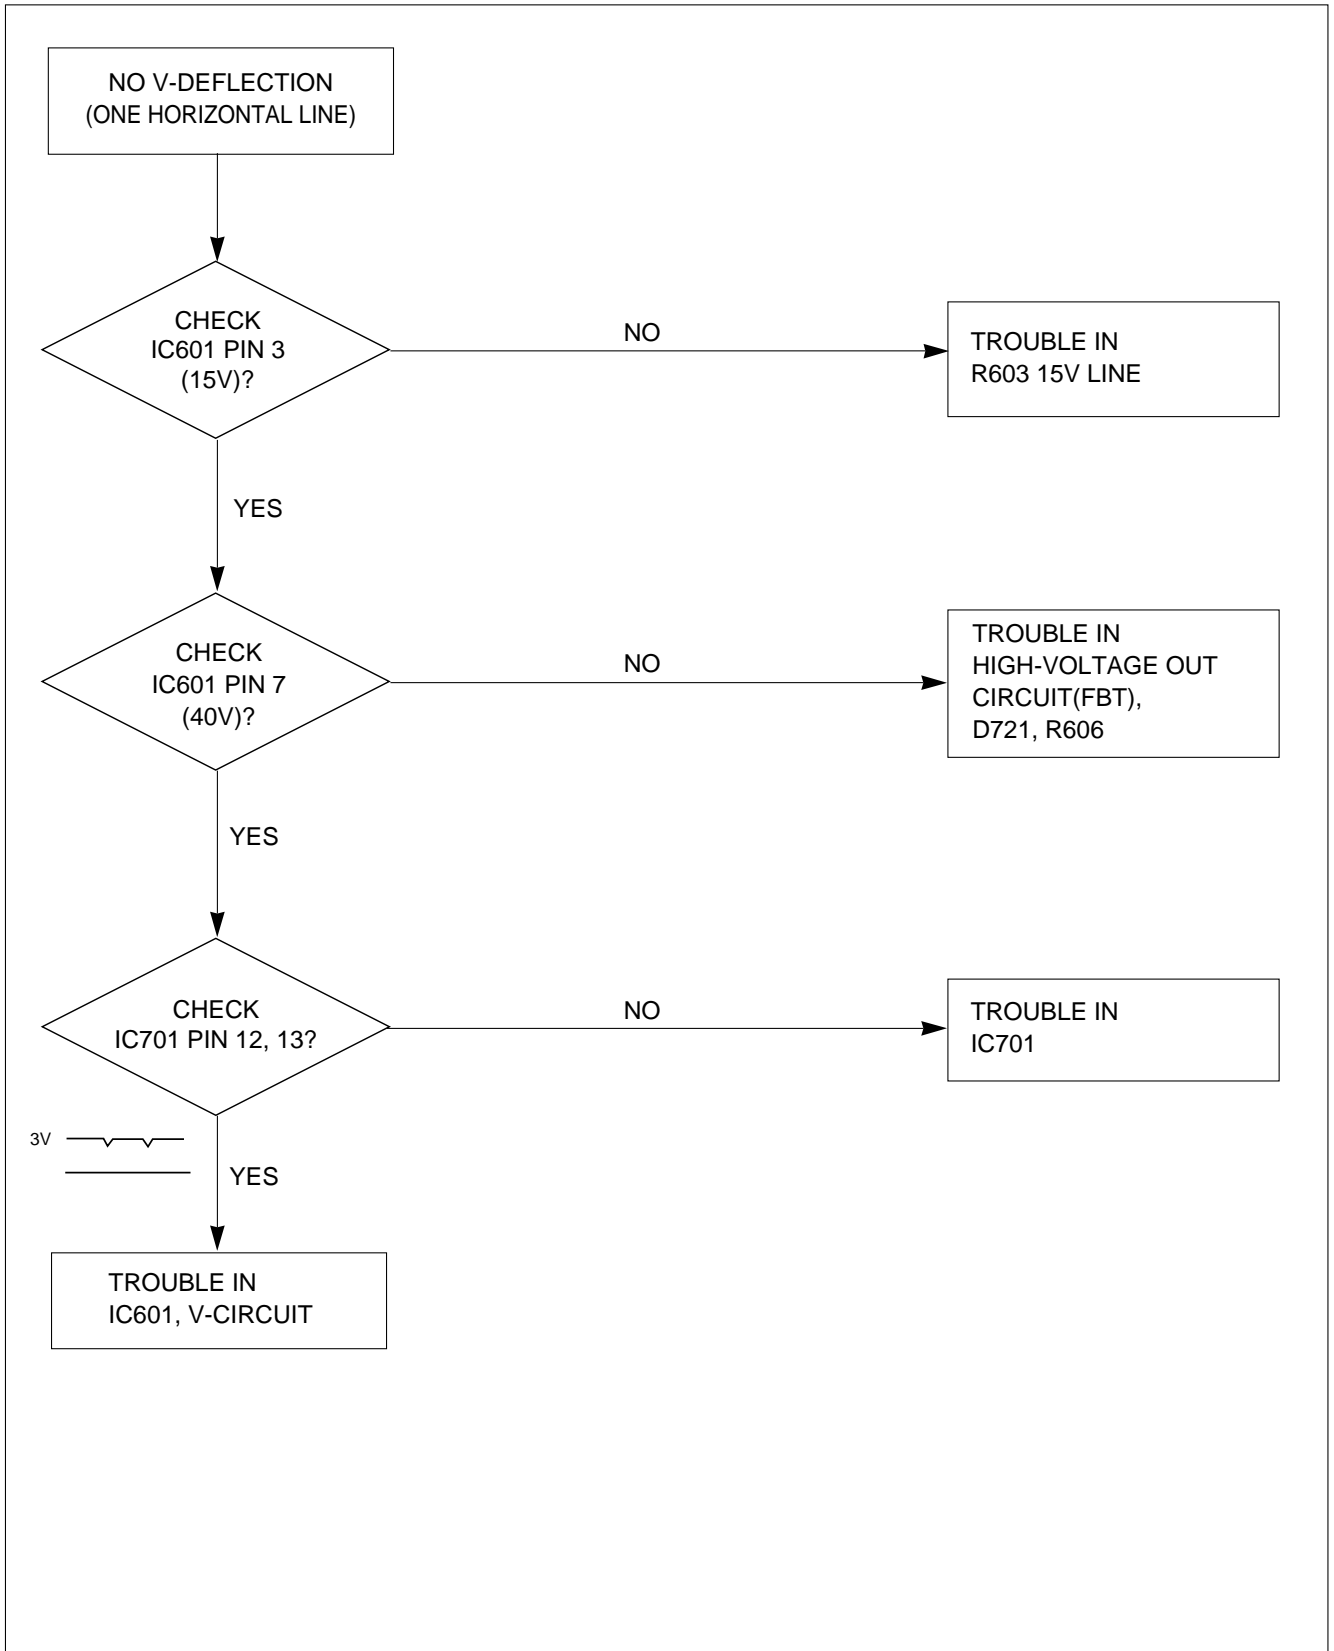 NO V-DEFLECTION
(ONE HORIZONTAL LINE)
CHECK
IC601 PIN 3
(15V)?
NO
TROUBLE IN
R603 15V LINE
YES
CHECK
IC601 PIN 7
(40V)?
NO
TROUBLE IN
HIGH-VOLTAGE OUT
CIRCUIT(FBT),
D721, R606
YES
CHECK
IC701 PIN 12, 13?
NO
TROUBLE IN
IC701
3V
YES
TROUBLE IN
IC601, V-CIRCUIT